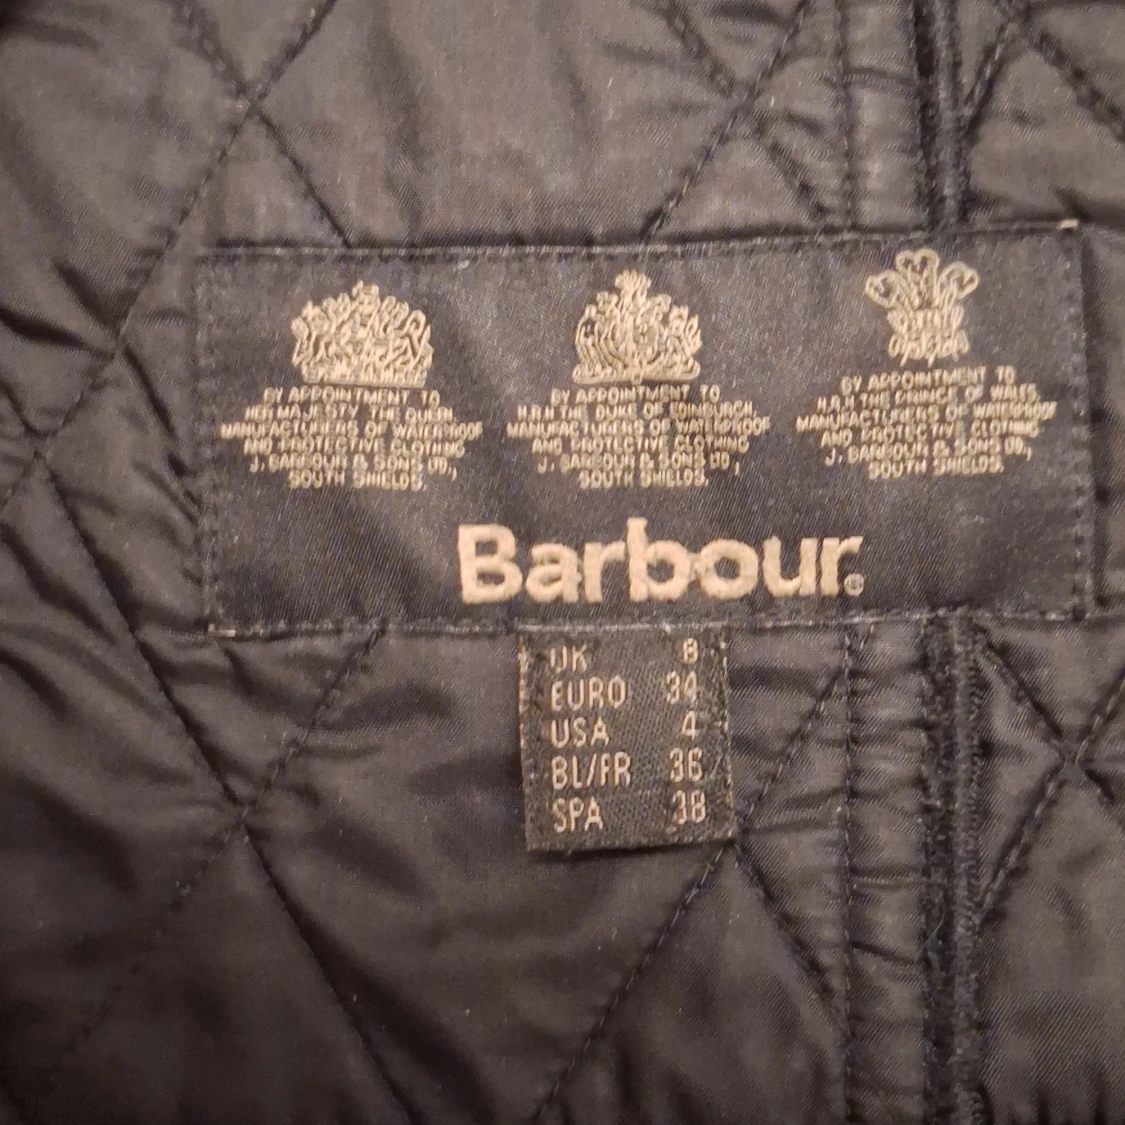 BY APPOINTMENT TO
HER MAJESTY THE QUEEN
MANUFACTURERS OF WATERPROOF
AND PROTECTIVE CLOTHING
J. BARBOUR & SONS LTD,
SOUTH SHIELDS.
BY APPOINTMENT TO
H.R.H THE DUKE OF EDINBURGH
MANUFACTURERS OF WATERPROOF
AND PROTECTIVE CLOTHING
J. BARBOUR & SONS LTD,
SOUTH SHIELDS.
BY APPOINTMENT TO
H.R.H THE PRINCE OF WALES
MANUFACTURERS OF WATERPROOF
AND PROTECTIVE CLOTHING
J. BARBOUR & SONS LTD,
SOUTH SHIELDS.
Barbour®
UK 8
EURO 34
USA 4
BL/FR 36
SPA 38